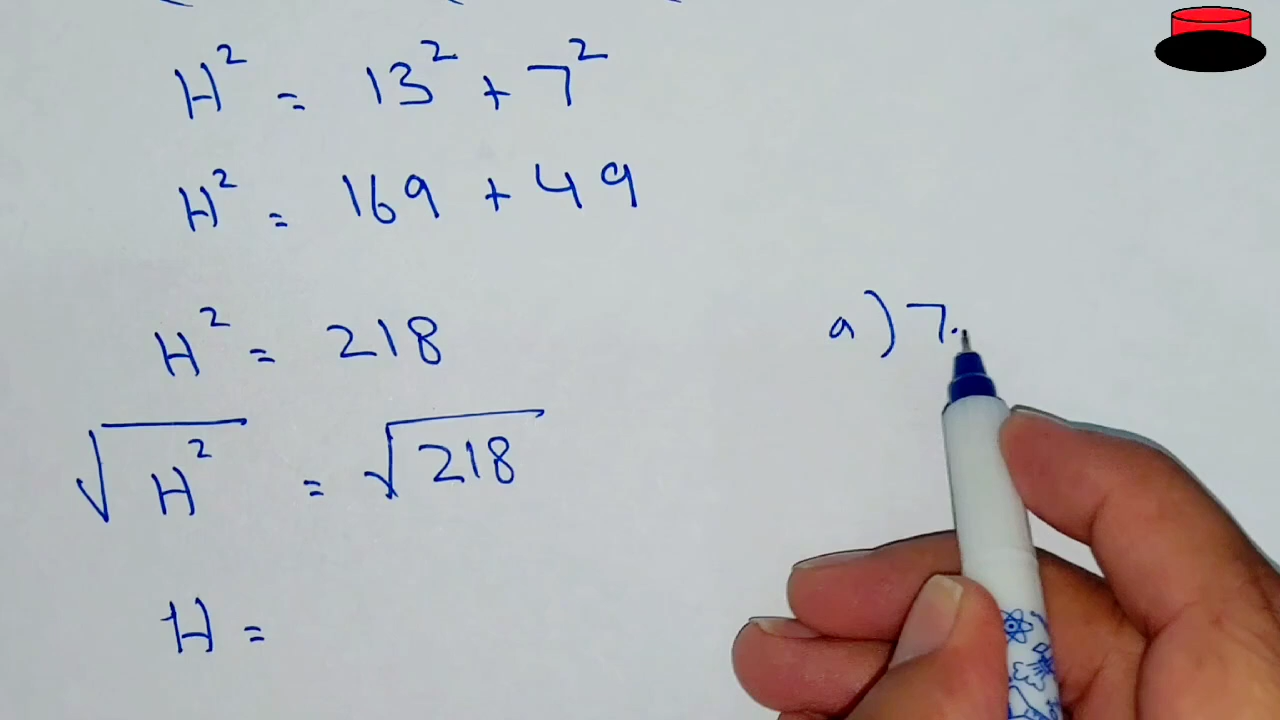 H² = 13² + 7²
H² = 169 + 49
H² = 218
√H² = √218
H =
a) 7.